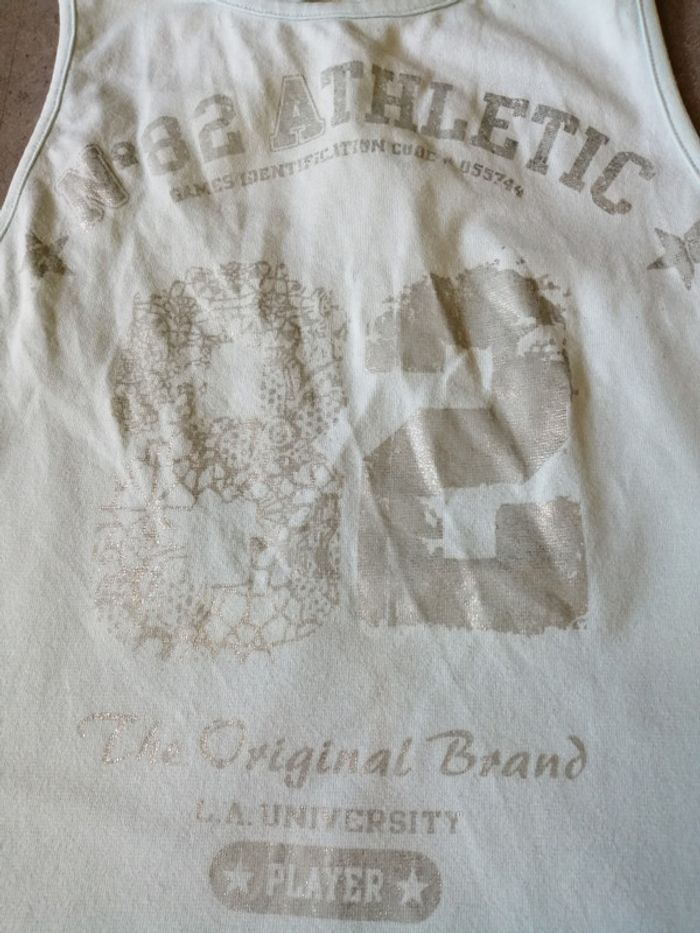 Nº82 ATHLETIC
GAMES IDENTIFICATION CODE • 055744
82
The Original Brand
L.A. UNIVERSITY
PLAYER